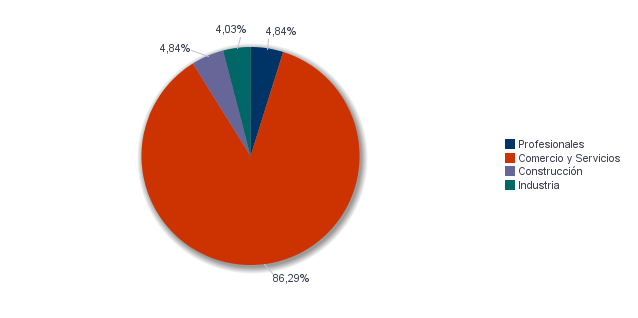 4,03%
4,84%
4,84%
86,29%
Profesionales
Comercio y Servicios
Construcción
Industria